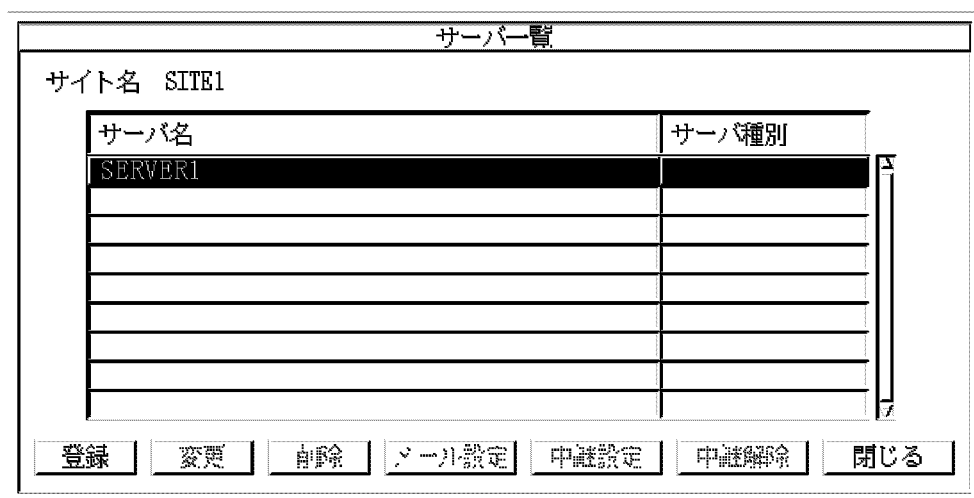 サーバ一覧
サイト名 SITE1
サーバ名 サーバ種別
SERVER1
登録 変更 削除 メール設定 中継設定 中継解除 閉じる